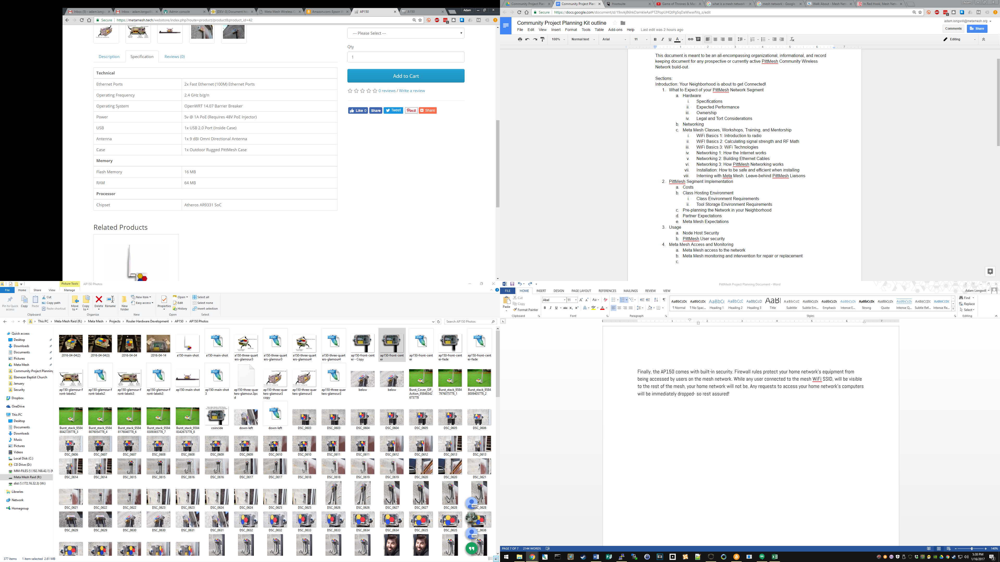 Inbox (5) - adam.longw
Inbox - adam.longwill@
Admin console
[DEV-3] Document ho
Meta Mesh Wireless C
Amazon.com: Epson W
AP150
A150
Adam
Secure https://metamesh.tech/webstore/index.php?route=product/product&product_id=42
--- Please Select ---
Qty
1
Description Specification Reviews (0)
Add to Cart
0 reviews / Write a review
Like 0 Share Tweet Pinit Share
Technical
Ethernet Ports 2x Fast Ethernet (100M) Ethernet Ports
Operating Frequency 2.4 GHz b/g/n
Operating System OpenWRT 14.07 Barrier Breaker
Power 5v @ 1A PoE (Requires 48V PoE Injector)
USB 1x USB 2.0 Port (Inside Case)
Antenna 1x 9 dBi Omni Directional Antenna
Case 1x Outdoor Rugged PittMesh Case
Memory
Flash Memory 16 MB
RAM 64 MB
Processor
Chipset Atheros AR9331 SoC
Related Products
Community Project Plan
Community Project Plan
Hootsuite
Game of Thrones & Mar
what is a mesh network
mesh network - Google
Walk About - Mesh Net
In Red Hook, Mesh Net
Adam
Secure https://docs.google.com/document/d/19xvkj86hkDamkleAalPTZPopUHQtPg5qDaWwxxfVq_s/edit
Community Project Planning Kit outline
adam.longwill@metamesh.org
File Edit View Insert Format Tools Table Add-ons Help Last edit was 2 hours ago
Comments Share
100% Normal text Arial 11 Editing
This document is meant to be an all-encompassing organizational, informational, and record
keeping document for any prospective or currently active PittMesh Community Wireless
Network build-out.
Sections:
Introduction: Your Neighborhood is about to get Connected!
1. What to Expect of your PittMesh Network Segment
a. Hardware
i. Specifications
ii. Expected Performance
iii. Ownership
iv. Legal and Tort Considerations
b. Networking
c. Meta Mesh Classes, Workshops, Training, and Mentorship
i. WiFi Basics 1: Introduction to radio
ii. WiFI Basics 2: Calculating signal strength and RF Math
iii. WiFi Basics 3: WiFi Technologies
iv. Networking 1: How the Internet works
v. Networking 2: Building Ethernet Cables
vi. Networking 3: How PittMesh Networking works
vii. Installation: How to be safe and efficient when installing
viii. Interning with Meta Mesh: Leave-behind PittMesh Liaisons
2. PittMesh Segment Implementation
a. Costs
b. Class Hosting Environment
i. Class Environment Requirements
ii. Tool Storage Environment Requirements
c. Pre-planning the Network in your Neighborhood
d. Partner Expectations
e. Meta Mesh Expectations
3. Usage
a. Node Host Security
b. PittMesh User security
4. Meta Mesh Access and Monitoring
a. Meta Mesh access to the network
b. Meta Mesh monitoring and intervention for repair or replacement
c.
Picture Tools AP150 Photos
File Home Share View Manage
Pin to Quick access Copy Paste Cut Copy path Paste shortcut
Move to Copy to Delete Rename New folder New item Easy access
Properties Open Edit History Select all Select none Invert selection
Clipboard Organize New Open Select
This PC > Meta Mesh Raid (R:) > Meta Mesh > Projects > Router Hardware Development > AP150 > AP150 Photos
Search AP150 Photos
Quick access
Desktop
Downloads
Documents
Pictures
Meta Mesh
Community Project Planning
Ebenezer Baptist Church
January
Security
Dropbox
OneDrive
This PC
Desktop
Documents
Downloads
Music
Pictures
Videos
Local Disk (C:)
CD Drive (D:)
MM-FILES (\\192.168.42.1) (M
Meta Mesh Raid (R:)
dist (\\172.16.32.3) (W:)
Libraries
Network
Homegroup
2016-04-04(2) 2016-04-04(3) 2016-04-04 2016-04-14 a150-main-shot a150-main-shot a150-three-quarters-glamour3 a150-three-quarters-glamour3 a150-three-quarters-glamour4 a150-three-quarters-glamour4 ap150-front-center - Copy ap150-front-center ap150-front-center ap150-front-center-fade ap150-front-center-fade
ap150-glamour-front-labels2 ap150-glamour-front-labels2 ap150-glamour-front-labels3 ap150-glamour-front-labels3 ap150-main-shot ap150-main-shot3 ap150-three-quarters-glamour.3psd ap150-three-quarters-glamour3 copy ap150-three-quarters-glamour3 ap150-three-quarters-glamour3 below below Burst_Cover_GIF_Action_95848342673778 Burst_stack_95847976075778_1 Burst_stack_95848009405778_2
Burst_stack_95848042729778_3 Burst_stack_95848076054778_4 Burst_stack_95848176040778_6 Burst_stack_95848309365778_7 Burst_stack_95848342673778_8 coincide down-left down-left DSC_0603 DSC_0603 DSC_0604 DSC_0604 DSC_0605 DSC_0605 DSC_0606
DSC_0606 DSC_0607 DSC_0607 DSC_0608 DSC_0608 DSC_0609 DSC_0609 DSC_0610 DSC_0610 DSC_0611 DSC_0611 DSC_0612 DSC_0612 DSC_0613 DSC_0613
DSC_0614 DSC_0614 DSC_0615 DSC_0615 DSC_0616 DSC_0616 DSC_0617 DSC_0617 DSC_0618 DSC_0618 DSC_0619 DSC_0619 DSC_0620 DSC_0620 DSC_0621
DSC_0621 DSC_0622 DSC_0622 DSC_0623 DSC_0623 DSC_0624 DSC_0624 DSC_0625 DSC_0625 DSC_0626 DSC_0626 DSC_0627 DSC_0627 DSC_0628 SMS C_0628
DSC_0629 DSC_0629 DSC_0630 DSC_0630 DSC_0631 DSC_0631 DSC_0632 DSC_0632 DSC_0633 DSC_0633 DSC_0634 DSC_0634 DSC_0635 DSC_0635 C_0636
SMS
377 items 1 item selected 2.61 MB
PittMesh Project Planning Document - Word
FILE HOME INSERT DESIGN PAGE LAYOUT REFERENCES MAILINGS REVIEW VIEW Adam Longwill
Paste Cut Copy Format Painter Abel 11
Normal No Spac... Heading 1 Heading 2 Heading 3 Title Subtitle Subtle Em... Emphasis Intense E... Strong Quote Intense Q... Subtle Ref... Intense Re...
Find Replace Select
Clipboard Font Paragraph Styles Editing
Finally, the AP150 comes with built-in security. Firewall rules protect your home network's equipment from
being accessed by users on the mesh network. While any user connected to the mesh WiFi SSID, will be visible
to the rest of the mesh, your home network will not be. Any requests to access your home network's computers
will be immediately dropped- so rest assured!
PAGE 7 OF 7 2144 WORDS 140%
5:38 PM
1/16/2017